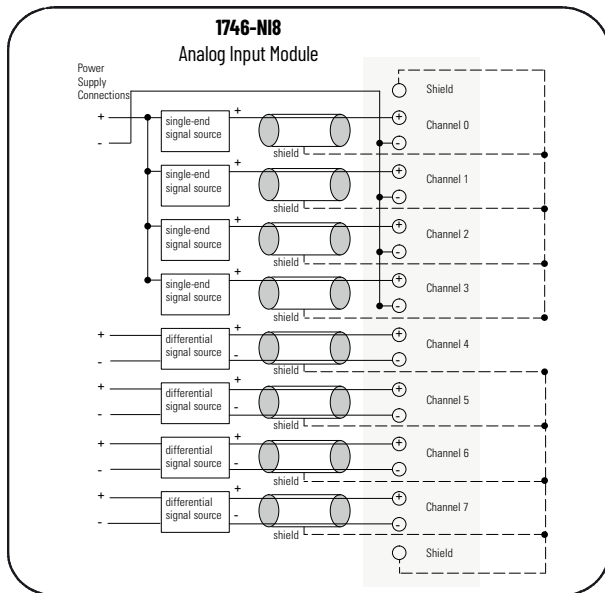 1746-NI8
Analog Input Module
Power
Supply
Connections
Shield
+
single-end
signal source
+
+
Channel 0
-
shield
-
single-end
signal source
+
+
Channel 1
shield
-
single-end
signal source
+
+
Channel 2
shield
-
single-end
signal source
+
+
Channel 3
shield
-
+
differential
signal source
+
+
Channel 4
-
-
-
shield
+
differential
signal source
+
+
Channel 5
-
-
-
shield
+
differential
signal source
+
+
Channel 6
-
-
-
shield
+
differential
signal source
+
+
Channel 7
-
-
-
shield
Shield